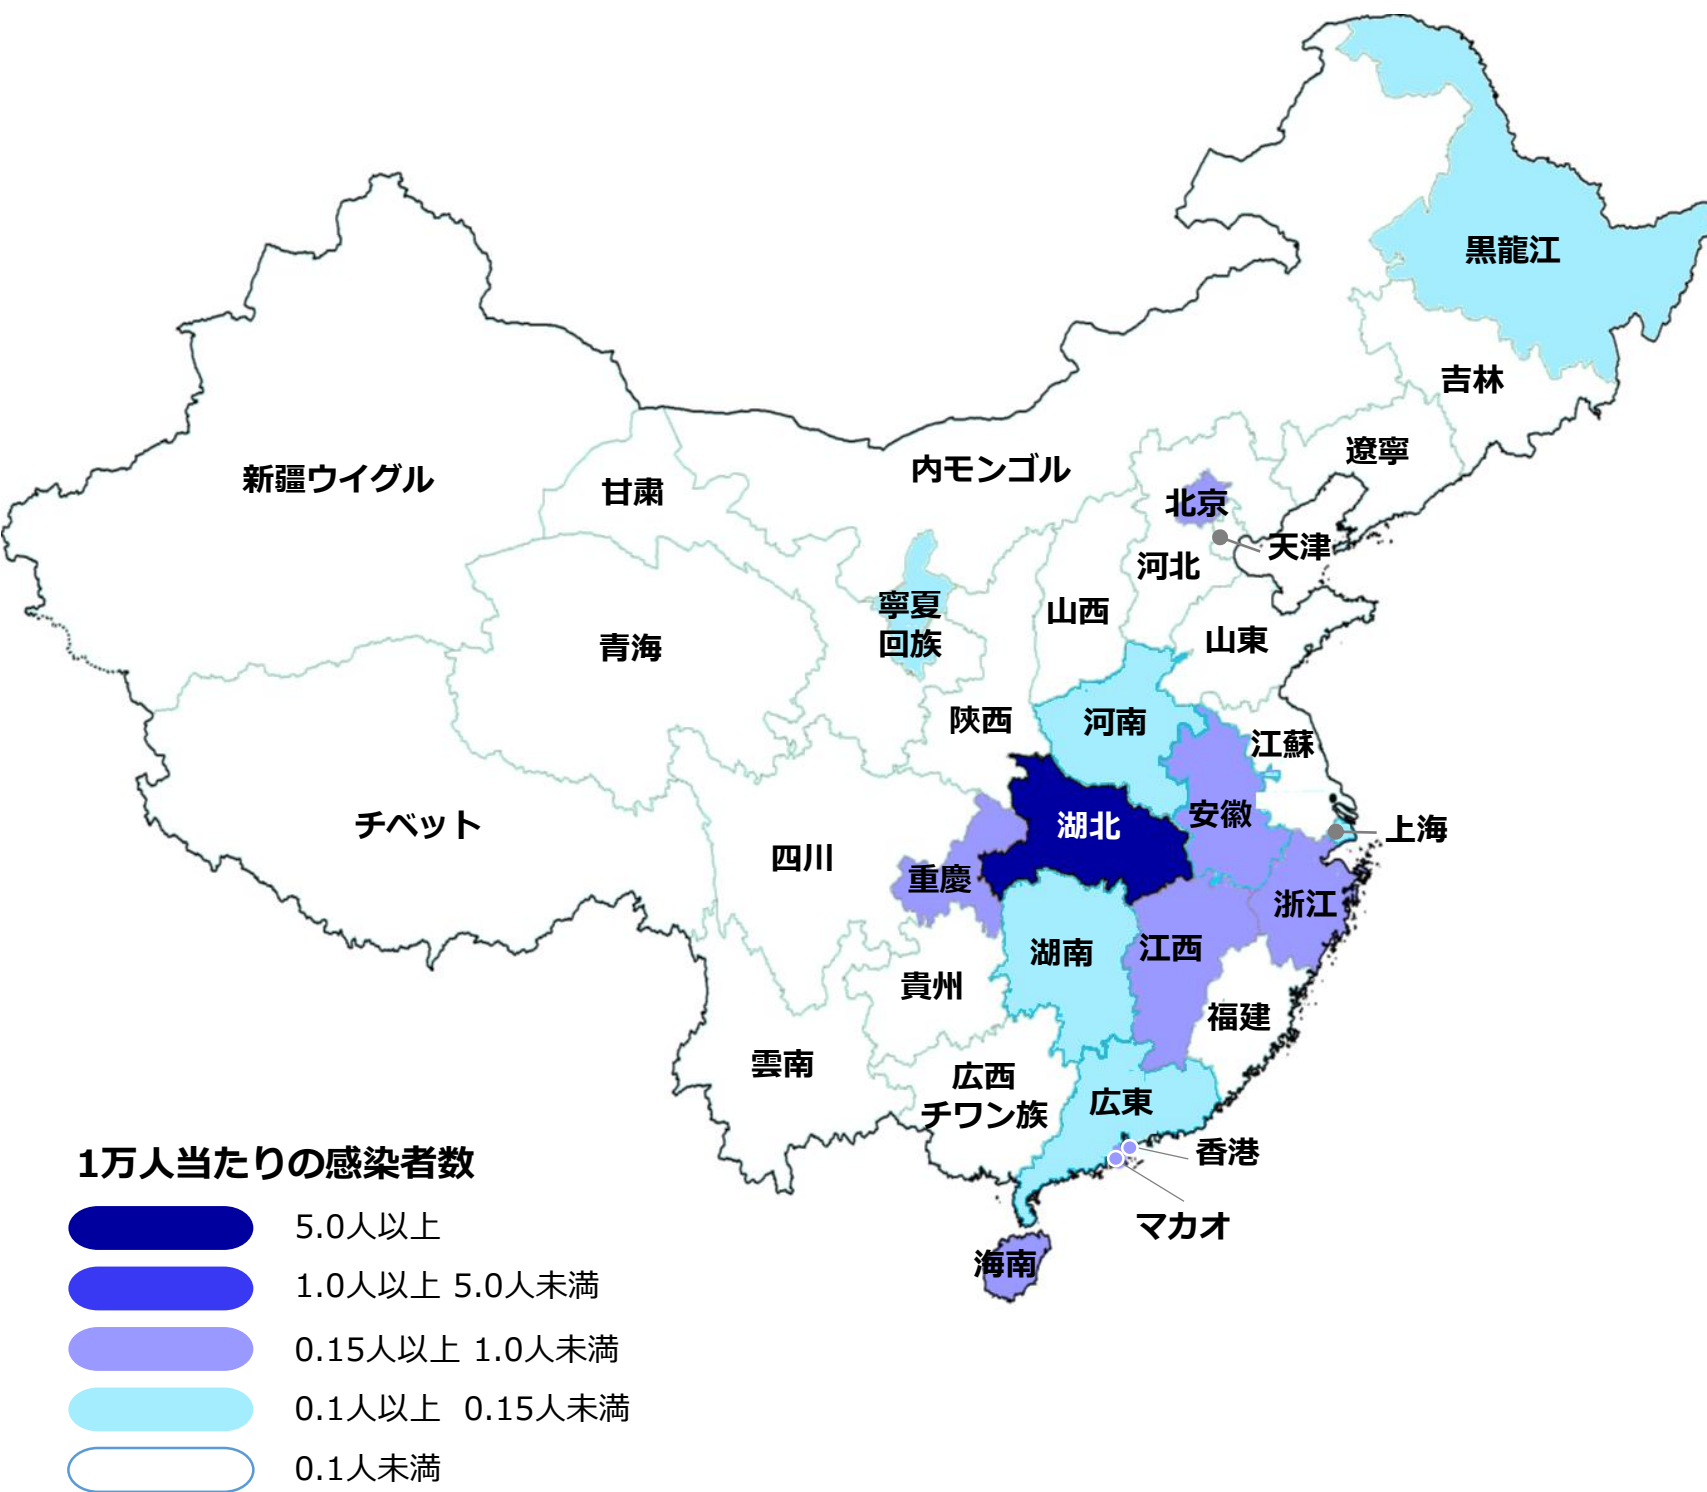 黒龍江
吉林
遼寧
内モンゴル
新疆ウイグル
甘粛
北京
天津
河北
寧夏
回族
山西
山東
青海
陝西
河南
江蘇
チベット
湖北
安徽
上海
四川
重慶
浙江
湖南
江西
貴州
福建
雲南
広西
チワン族
広東
香港
マカオ
海南
1万人当たりの感染者数
5.0人以上
1.0人以上 5.0人未満
0.15人以上 1.0人未満
0.1人以上 0.15人未満
0.1人未満